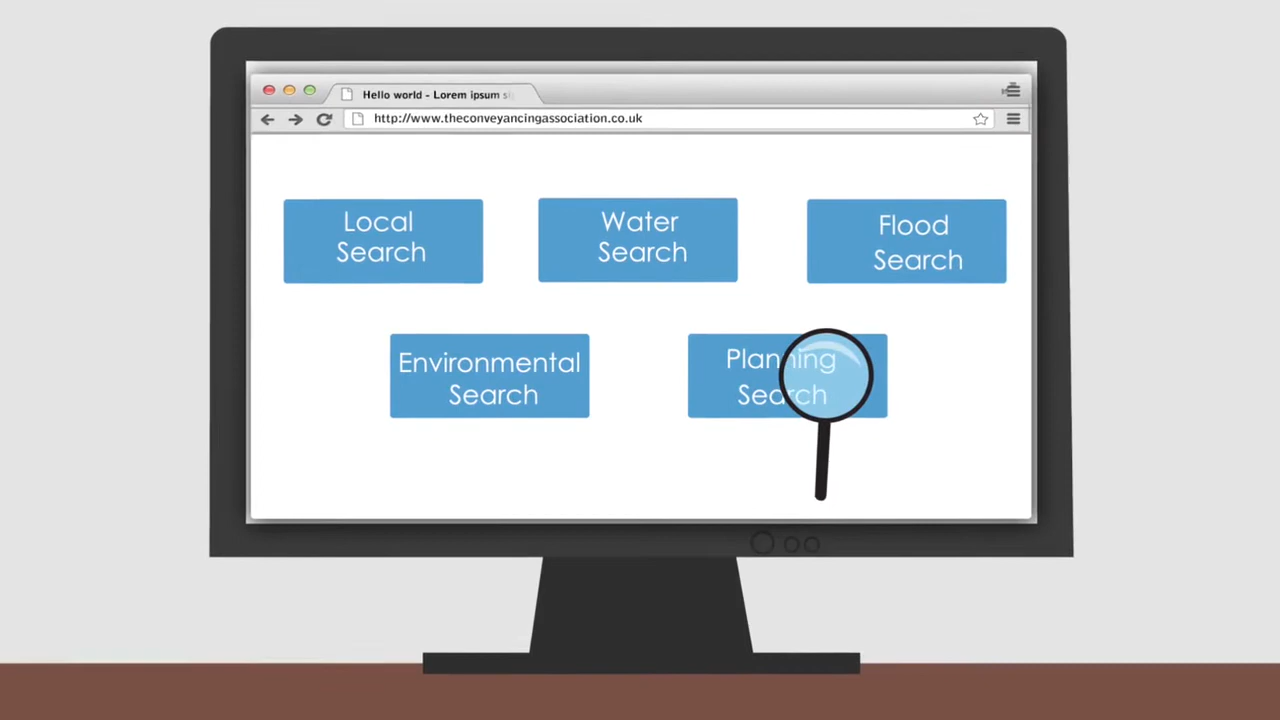 Hello world - Lorem ipsum
http://www.theconveyancingassociation.co.uk
Local
Search
Water
Search
Flood
Search
Environmental
Search
Planning
Search